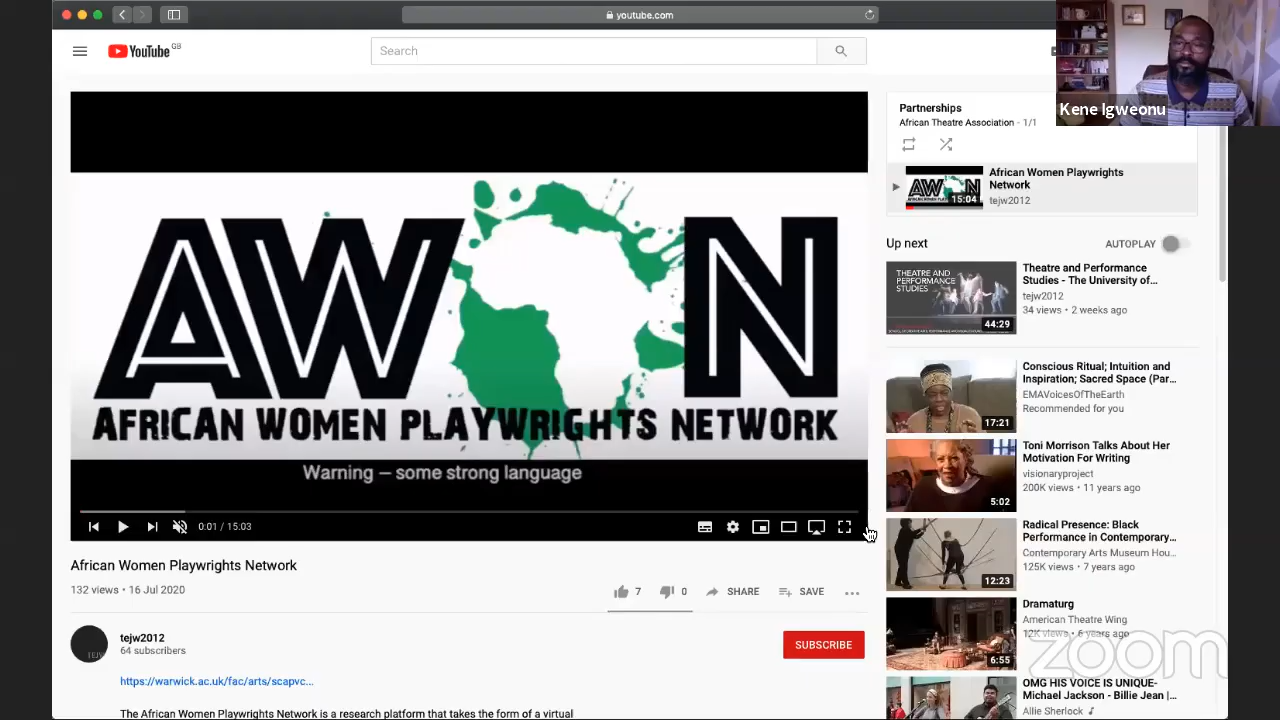 youtube.com
YouTube GB
Search
Kene Igweonu
AWON
AFRICAN WOMEN PLAYWRIGHTS NETWORK
Warning – some strong language
0:01 / 15:03
African Women Playwrights Network
132 views • 16 Jul 2020
7
0
SHARE
SAVE
tejw2012
64 subscribers
SUBSCRIBE
https://warwick.ac.uk/fac/arts/scapvc...
The African Women Playwrights Network is a research platform that takes the form of a virtual
Partnerships
African Theatre Association - 1/1
15:04
African Women Playwrights
Network
tejw2012
Up next
AUTOPLAY
THEATRE AND
PERFORMANCE
STUDIES
44:29
Theatre and Performance
Studies - The University of...
tejw2012
34 views • 2 weeks ago
17:21
Conscious Ritual; Intuition and
Inspiration; Sacred Space (Par...
EMAVoicesOfTheEarth
Recommended for you
5:02
Toni Morrison Talks About Her
Motivation For Writing
visionaryproject
200K views • 11 years ago
12:23
Radical Presence: Black
Performance in Contemporary...
Contemporary Arts Museum Hou...
125K views • 7 years ago
6:55
Dramaturg
American Theatre Wing
12K views • 6 years ago
zoom
OMG HIS VOICE IS UNIQUE-
Michael Jackson - Billie Jean |...
Allie Sherlock ♪